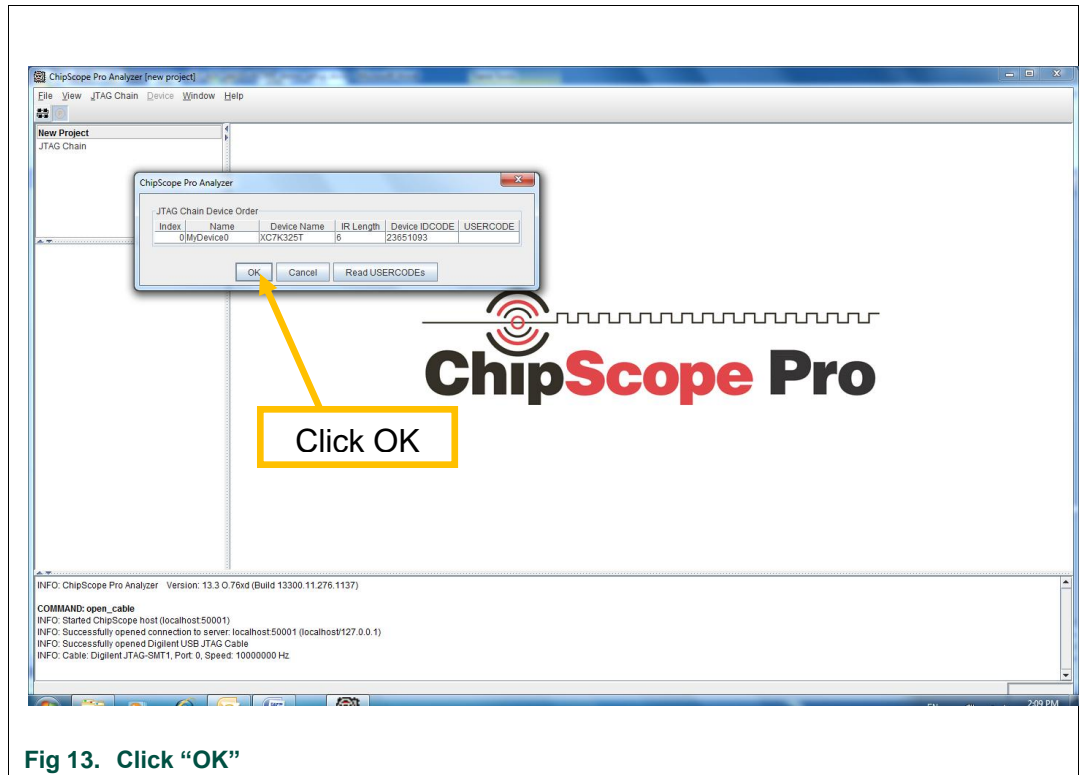 ChipScope Pro Analyzer [new project]
File View JTAG Chain Device Window Help
New Project
JTAG Chain
ChipScope Pro Analyzer
JTAG Chain Device Order
Index Name Device Name IR Length Device IDCODE USERCODE
0 MyDevice0 XC7K325T 6 23651093
OK Cancel Read USERCODEs
ChipScope Pro
Click OK
INFO: ChipScope Pro Analyzer Version: 13.3 O.76xd (Build 13300.11.276.1137)
COMMAND: open_cable
INFO: Started ChipScope host (localhost:50001)
INFO: Successfully opened connection to server: localhost:50001 (localhost/127.0.0.1)
INFO: Successfully opened Digilent USB JTAG Cable
INFO: Cable: Digilent JTAG-SMT1, Port: 0, Speed: 10000000 Hz
2:09 PM
Fig 13. Click “OK”